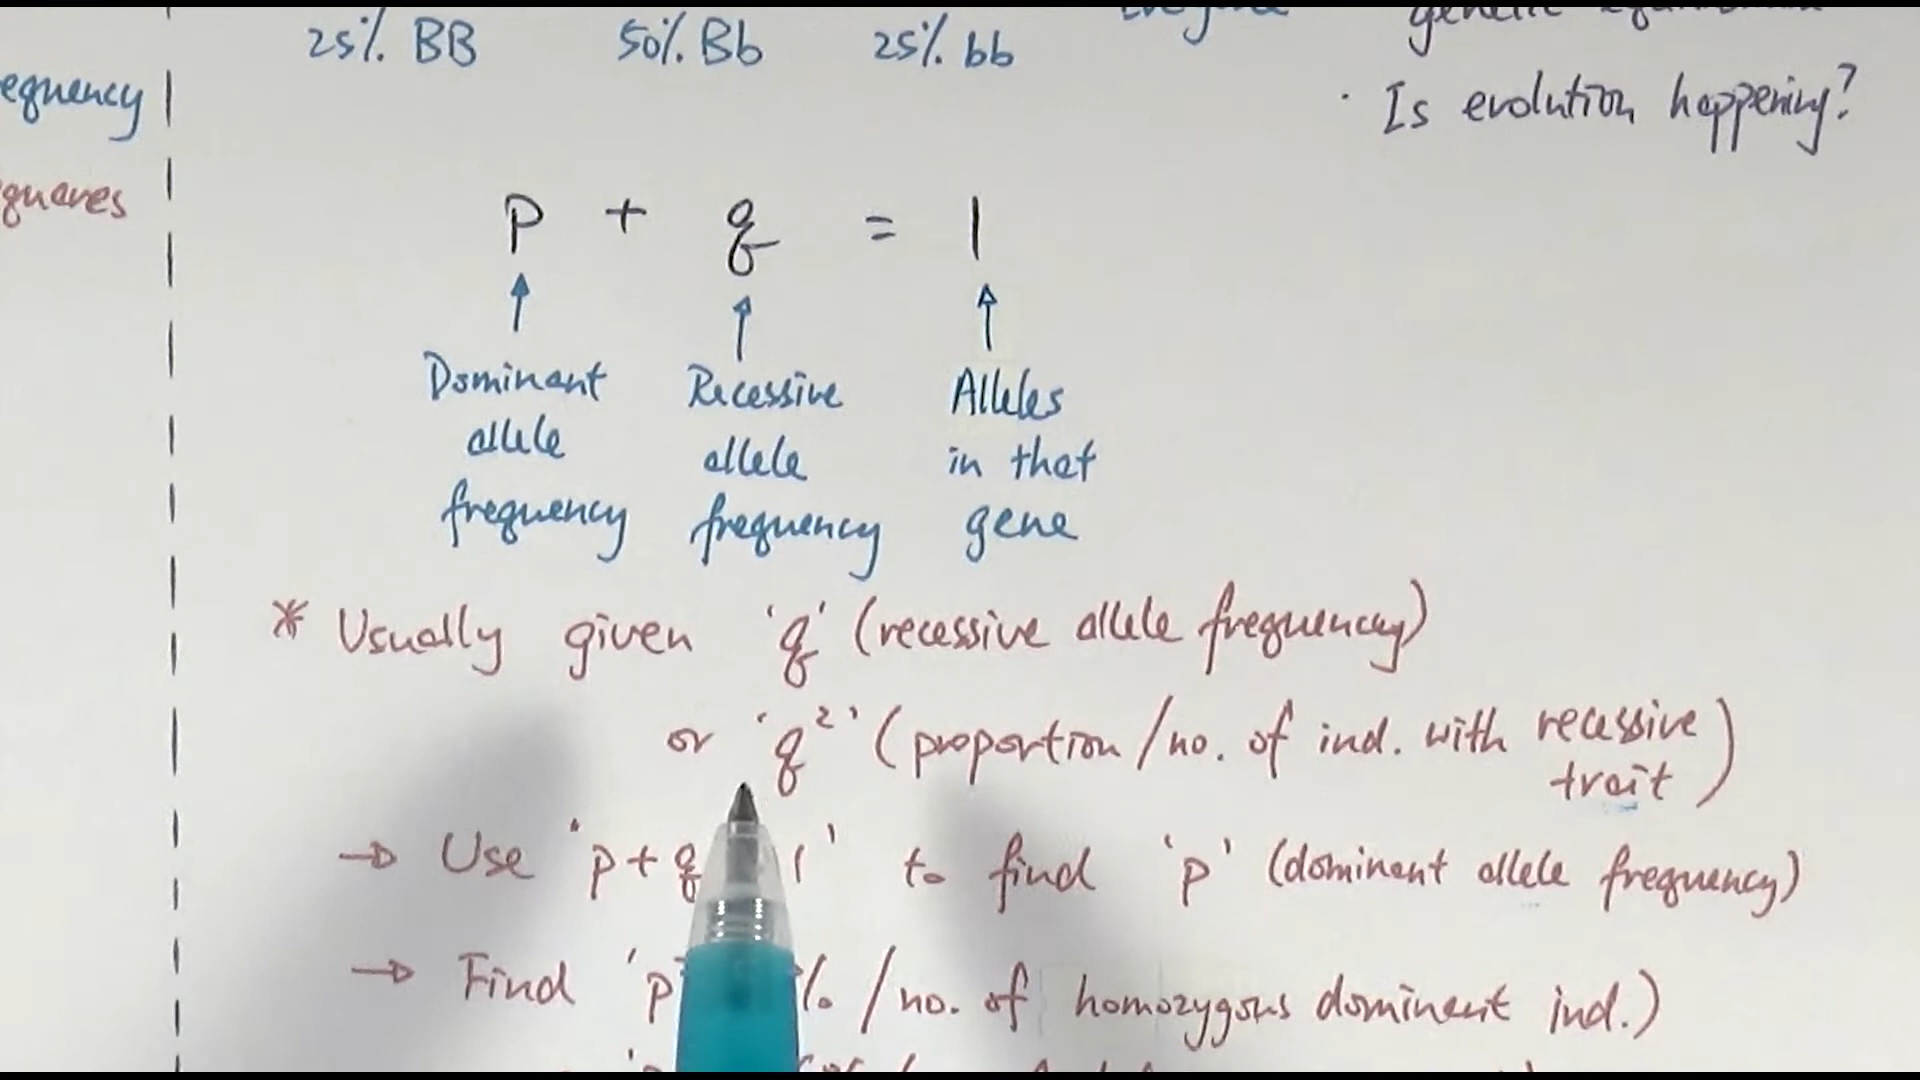 25% BB 50% Bb 25% bb
equency
· Is evolution happening?
quares
p + q = 1
Dominant allele frequency
Recessive allele frequency
Alleles in that gene
* Usually given 'q' (recessive allele frequency)
or 'q²' (proportion/no. of ind. with recessive trait)
→ Use 'p+q 1' to find 'p' (dominant allele frequency)
→ Find 'p % /no. of homozygous dominant ind.)